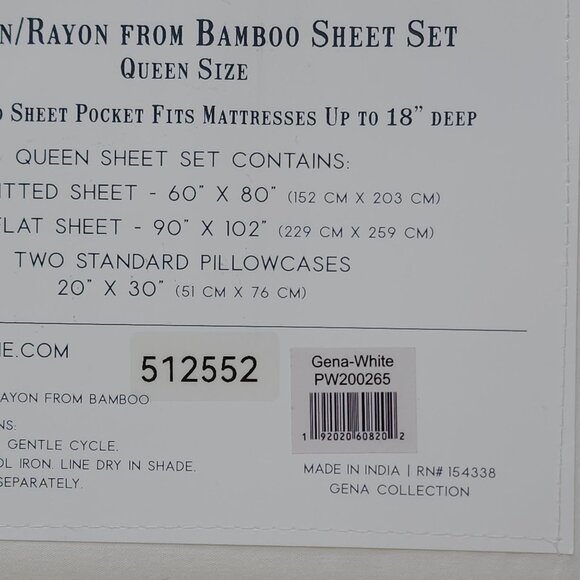 /RAYON FROM BAMBOO SHEET SET
QUEEN SIZE
SHEET POCKET FITS MATTRESSES UP TO 18" DEEP
QUEEN SHEET SET CONTAINS:
ITTED SHEET - 60" X 80" (152 CM X 203 CM)
FLAT SHEET - 90" X 102" (229 CM X 259 CM)
TWO STANDARD PILLOWCASES
20" X 30" (51 CM X 76 CM)
E.COM
512552
Gena-White
PW200265
1 92020 60820 2
AYON FROM BAMBOO
NS:
GENTLE CYCLE.
OL IRON. LINE DRY IN SHADE.
SEPARATELY.
MADE IN INDIA | RN# 154338
GENA COLLECTION